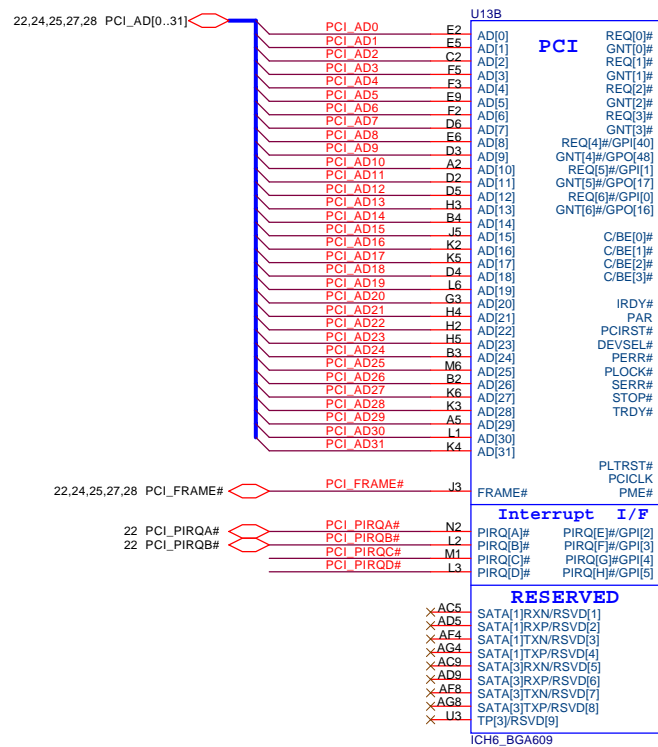 U13B
22,24,25,27,28 PCI_AD[0..31]
PCI_AD0 E2 AD[0] PCI REQ[0]#
PCI_AD1 E5 AD[1] GNT[0]#
PCI_AD2 C2 AD[2] REQ[1]#
PCI_AD3 F5 AD[3] GNT[1]#
PCI_AD4 F3 AD[4] REQ[2]#
PCI_AD5 E9 AD[5] GNT[2]#
PCI_AD6 F2 AD[6] REQ[3]#
PCI_AD7 D6 AD[7] GNT[3]#
PCI_AD8 E6 AD[8] REQ[4]#/GPI[40]
PCI_AD9 D3 AD[9] GNT[4]#/GPO[48]
PCI_AD10 A2 AD[10] REQ[5]#/GPI[1]
PCI_AD11 D2 AD[11] GNT[5]#/GPO[17]
PCI_AD12 D5 AD[12] REQ[6]#/GPI[0]
PCI_AD13 H3 AD[13] GNT[6]#/GPO[16]
PCI_AD14 B4 AD[14]
PCI_AD15 J5 AD[15] C/BE[0]#
PCI_AD16 K2 AD[16] C/BE[1]#
PCI_AD17 K5 AD[17] C/BE[2]#
PCI_AD18 D4 AD[18] C/BE[3]#
PCI_AD19 L6 AD[19]
PCI_AD20 G3 AD[20] IRDY#
PCI_AD21 H4 AD[21] PAR
PCI_AD22 H2 AD[22] PCIRST#
PCI_AD23 H5 AD[23] DEVSEL#
PCI_AD24 B3 AD[24] PERR#
PCI_AD25 M6 AD[25] PLOCK#
PCI_AD26 B2 AD[26] SERR#
PCI_AD27 K6 AD[27] STOP#
PCI_AD28 K3 AD[28] TRDY#
PCI_AD29 A5 AD[29]
PCI_AD30 L1 AD[30]
PCI_AD31 K4 AD[31]
PLTRST#
PCICLK
22,24,25,27,28 PCI_FRAME# PCI_FRAME# J3 FRAME# PME#
Interrupt I/F
22 PCI_PIRQA# PCI_PIRQA# N2 PIRQ[A]# PIRQ[E]#/GPI[2]
22 PCI_PIRQB# PCI_PIRQB# L2 PIRQ[B]# PIRQ[F]#/GPI[3]
PCI_PIRQC# M1 PIRQ[C]# PIRQ[G]#GPI[4]
PCI_PIRQD# L3 PIRQ[D]# PIRQ[H]#/GPI[5]
RESERVED
AC5 SATA[1]RXN/RSVD[1]
AD5 SATA[1]RXP/RSVD[2]
AF4 SATA[1]TXN/RSVD[3]
AG4 SATA[1]TXP/RSVD[4]
AC9 SATA[3]RXN/RSVD[5]
AD9 SATA[3]RXP/RSVD[6]
AF8 SATA[3]TXN/RSVD[7]
AG8 SATA[3]TXP/RSVD[8]
U3 TP[3]/RSVD[9]
ICH6_BGA609